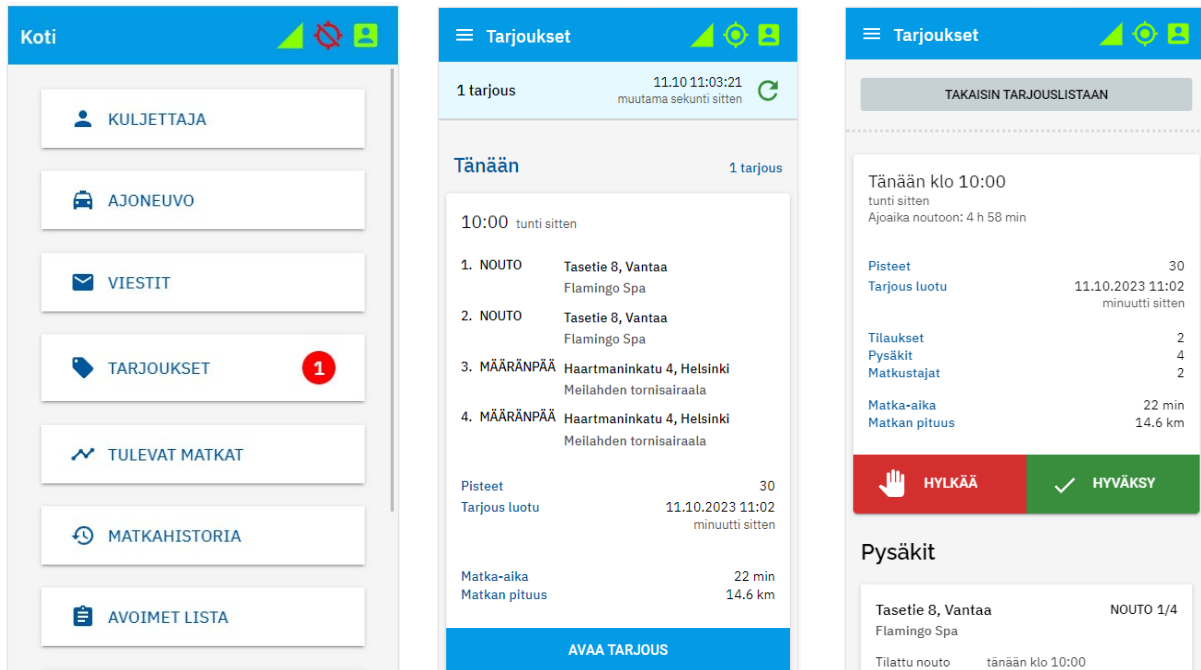 Koti
KULJETTAJA
AJONEUVO
VIESTIT
TARJOUKSET 1
TULEVAT MATKAT
MATKAHISTORIA
AVOIMET LISTA
Tarjoukset
1 tarjous 11.10 11:03:21
muutama sekunti sitten
Tänään 1 tarjous
10:00 tunti sitten
1. NOUTO Tasetie 8, Vantaa
Flamingo Spa
2. NOUTO Tasetie 8, Vantaa
Flamingo Spa
3. MÄÄRÄNPÄÄ Haartmaninkatu 4, Helsinki
Meilahden tornisairaala
4. MÄÄRÄNPÄÄ Haartmaninkatu 4, Helsinki
Meilahden tornisairaala
Pisteet 30
Tarjous luotu 11.10.2023 11:02
minuutti sitten
Matka-aika 22 min
Matkan pituus 14.6 km
AVAA TARJOUS
Tarjoukset
TAKAISIN TARJOUSLISTAAN
Tänään klo 10:00
tunti sitten
Ajoaika noutoon: 4 h 58 min
Pisteet 30
Tarjous luotu 11.10.2023 11:02
minuutti sitten
Tilaukset 2
Pysäkit 4
Matkustajat 2
Matka-aika 22 min
Matkan pituus 14.6 km
HYLKÄÄ HYVÄKSY
Pysäkit
Tasetie 8, Vantaa NOUTO 1/4
Flamingo Spa
Tilattu nouto tänään klo 10:00